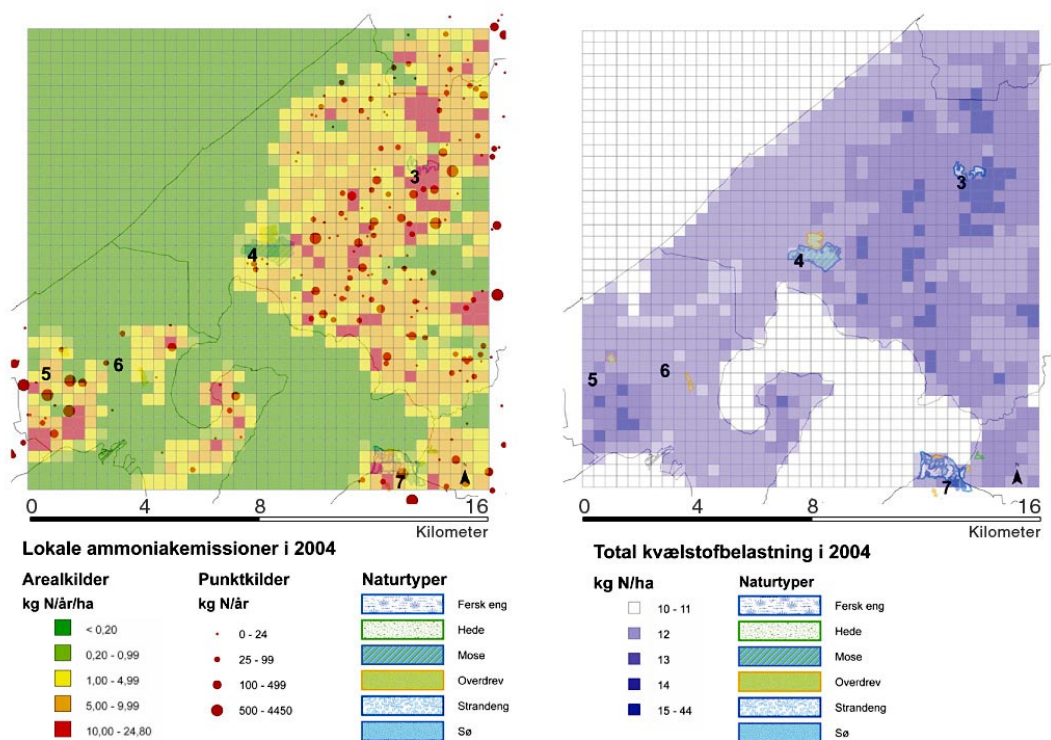 3
4
5
6
7
0 4 8 12 16
Kilometer
Lokale ammoniakemissioner i 2004
Arealkilder
kg N/år/ha
< 0,20
0,20 - 0,99
1,00 - 4,99
5,00 - 9,99
10,00 - 24,80
Punktkilder
kg N/år
0 - 24
25 - 99
100 - 499
500 - 4450
Naturtyper
Fersk eng
Hede
Mose
Overdrev
Strandeng
Sø
3
4
5
6
7
0 4 8 12 16
Kilometer
Total kvælstofbelastning i 2004
kg N/ha
10 - 11
12
13
14
15 - 44
Naturtyper
Fersk eng
Hede
Mose
Overdrev
Strandeng
Sø